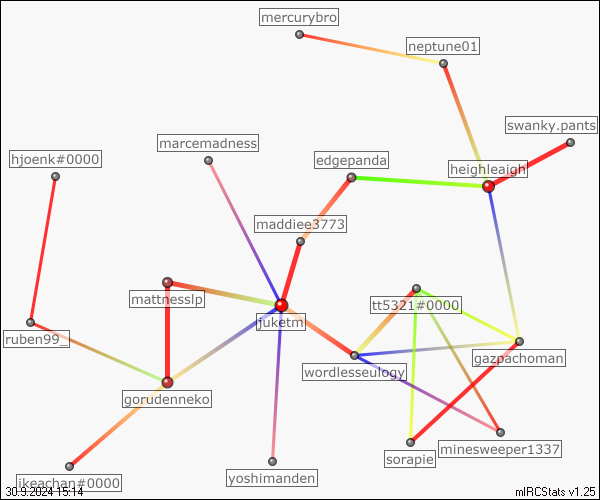 mercurybro
neptune01
swanky.pants
marcemadness
hjoenk#0000
edgepanda
heighleaigh
maddiee3773
mattnesslp
tt5321#0000
juketm
ruben99_
gazpachoman
wordlesseulogy
gorudenneko
minesweeper1337
sorapie
yoshimanden
ikeachan#0000
30.9.2024 15:14
mIRCStats v1.25